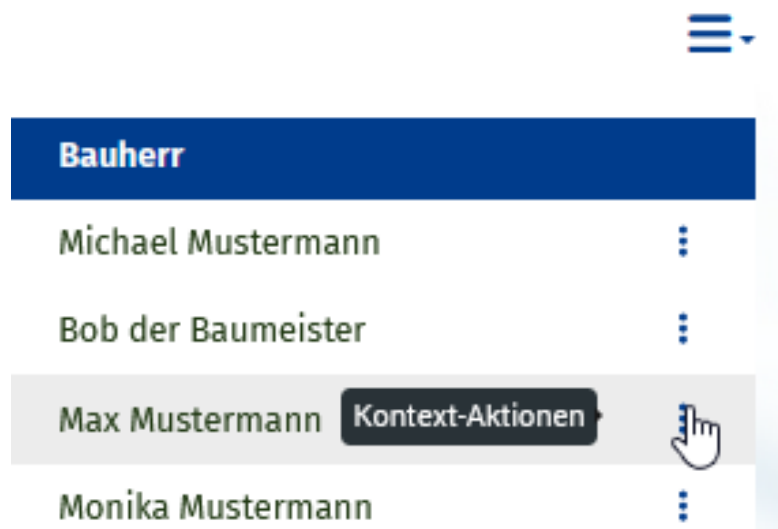 Bauherr
Michael Mustermann
Bob der Baumeister
Max Mustermann Kontext-Aktionen
Monika Mustermann